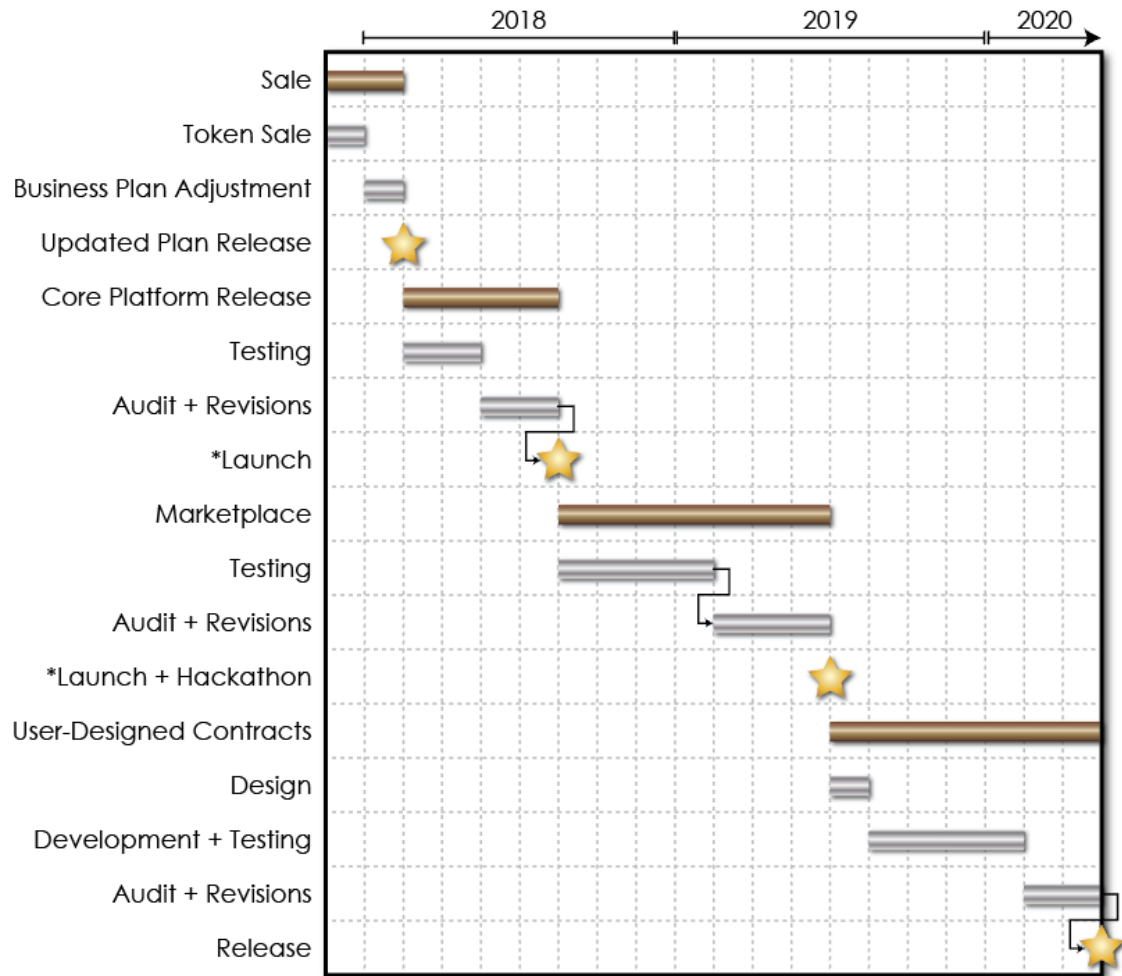 2018 2019 2020
Sale
Token Sale
Business Plan Adjustment
Updated Plan Release
Core Platform Release
Testing
Audit + Revisions
*Launch
Marketplace
Testing
Audit + Revisions
*Launch + Hackathon
User-Designed Contracts
Design
Development + Testing
Audit + Revisions
Release